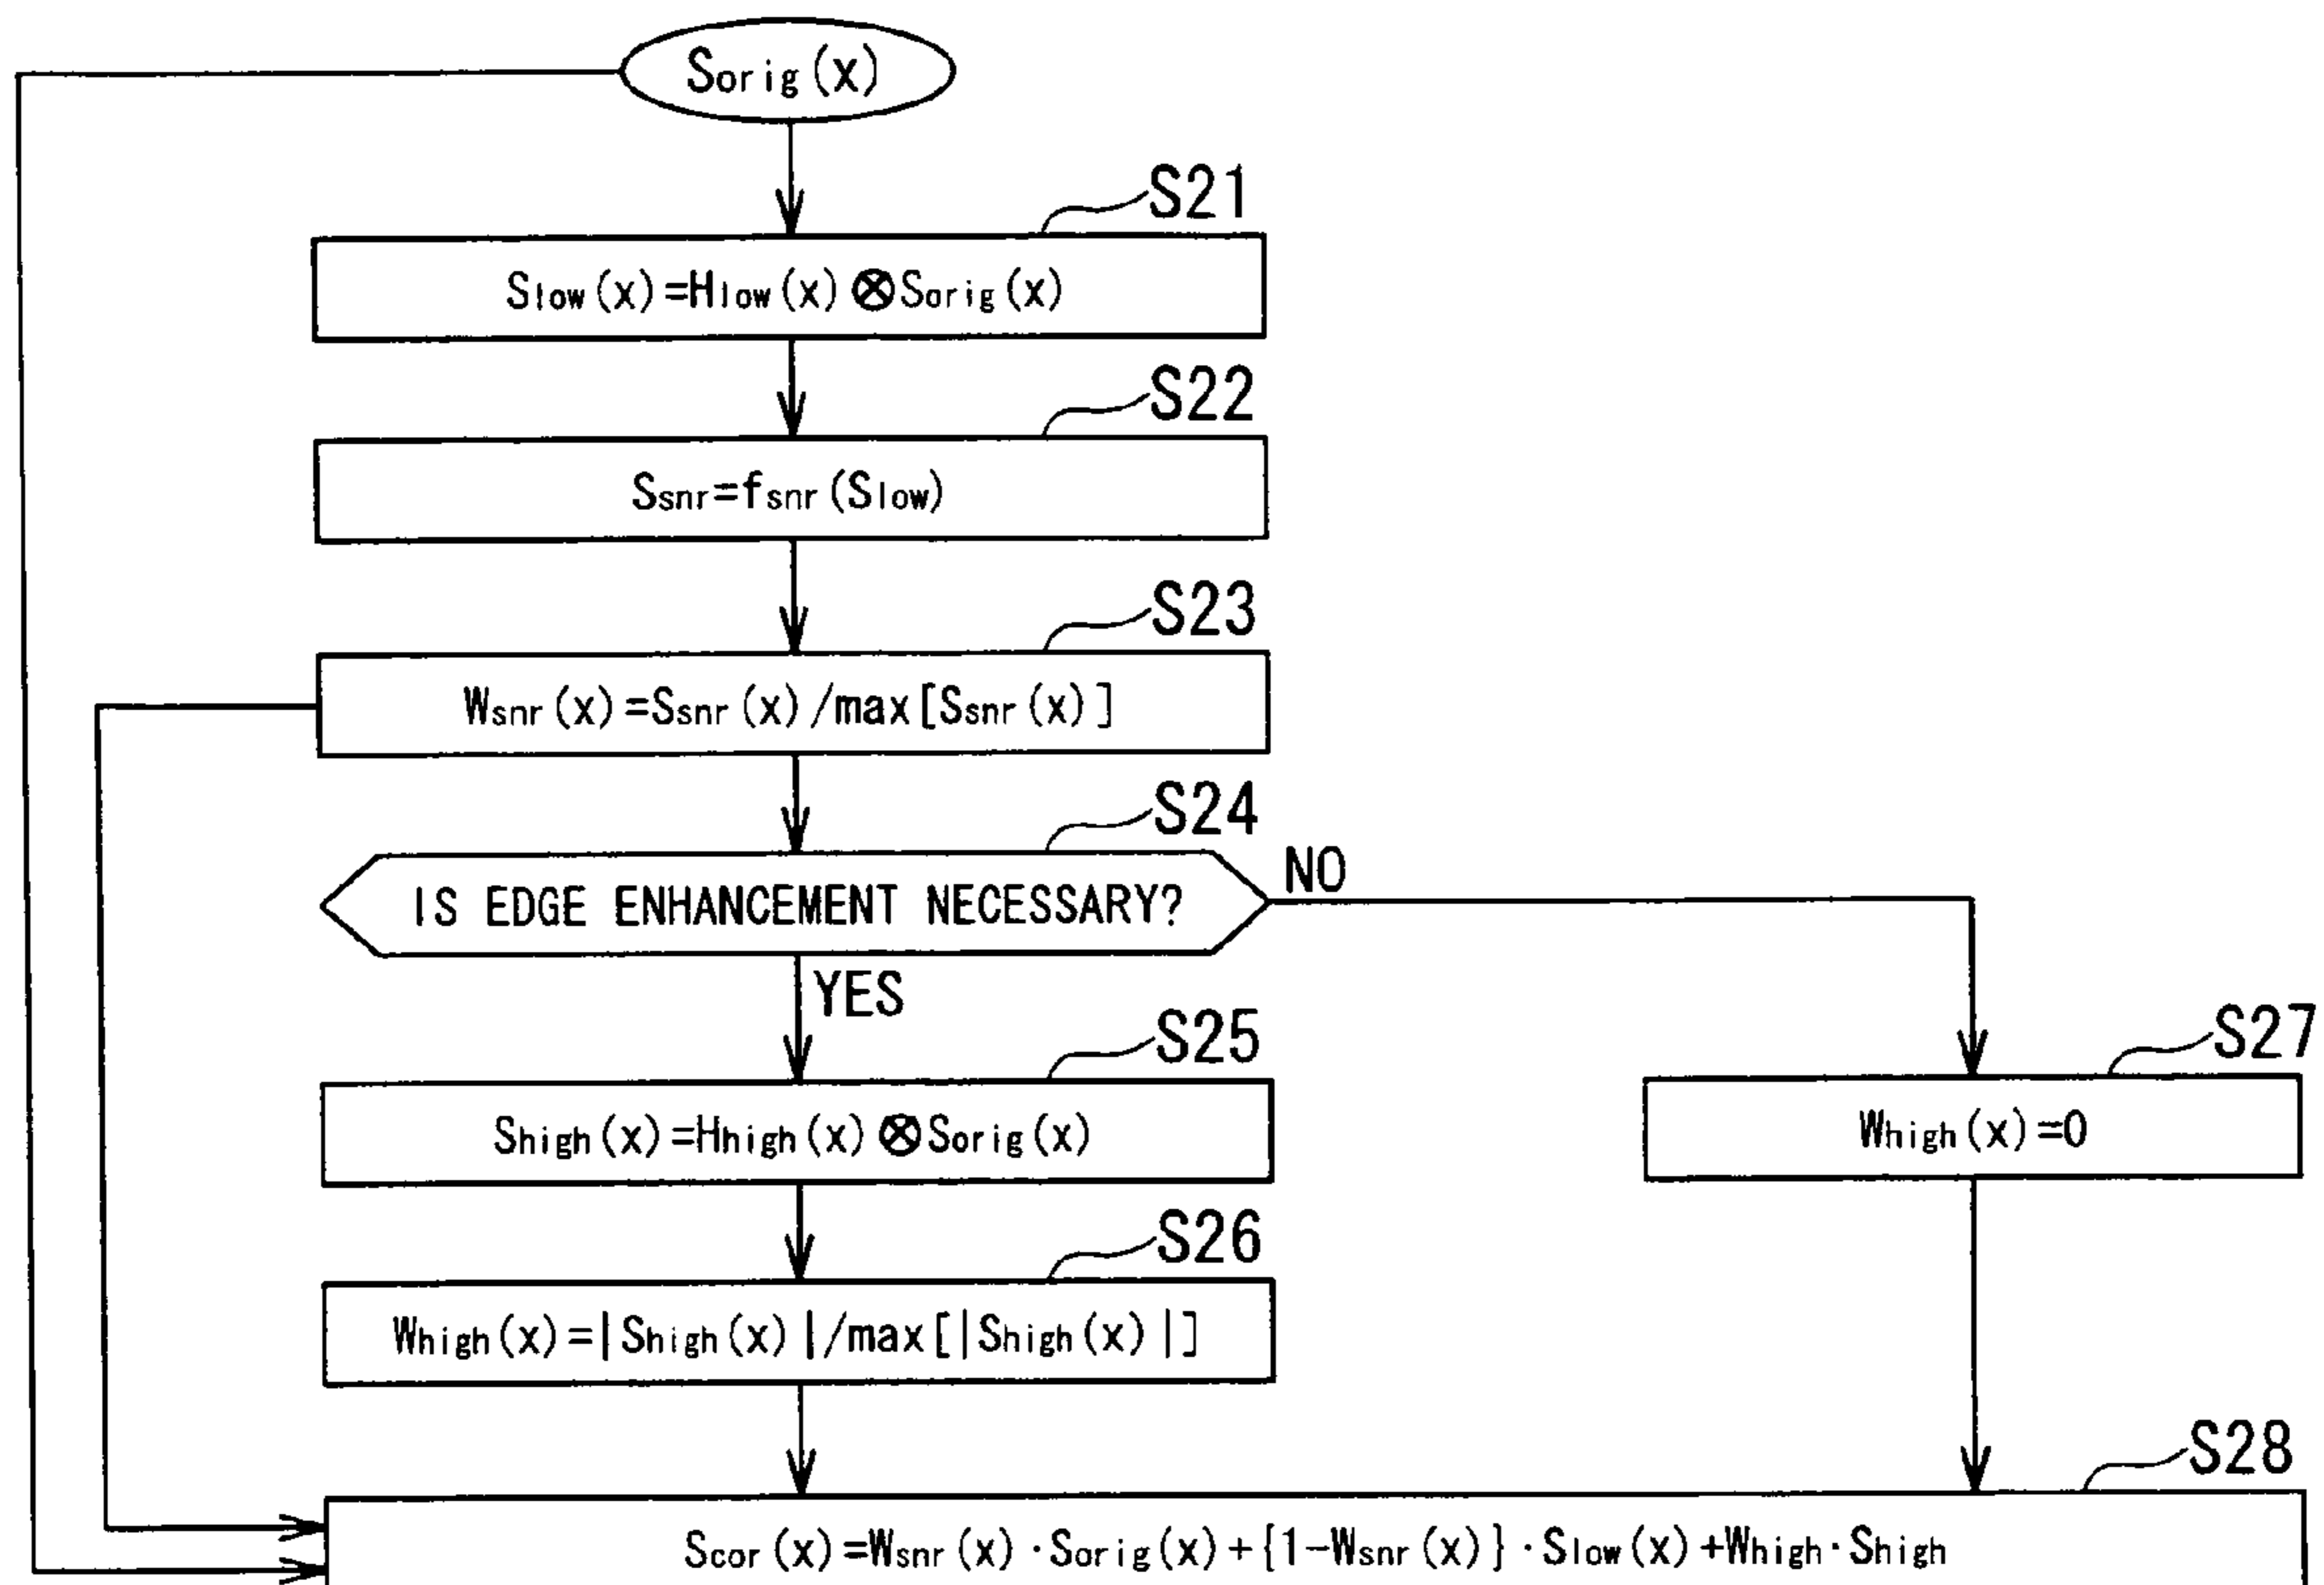 Sorig(x)
S21
Slow(x)=Hlow(x)⊗Sorig(x)
S22
Ssnr=fsnr(Slow)
S23
Wsnr(x)=Ssnr(x)/max[Ssnr(x)]
S24
IS EDGE ENHANCEMENT NECESSARY?
NO
YES
S25
Shigh(x)=Hhigh(x)⊗Sorig(x)
S27
Whigh(x)=0
S26
Whigh(x)=|Shigh(x)|/max[|Shigh(x)|]
S28
Scor(x)=Wsnr(x)·Sorig(x)+{1-Wsnr(x)}·Slow(x)+Whigh·Shigh